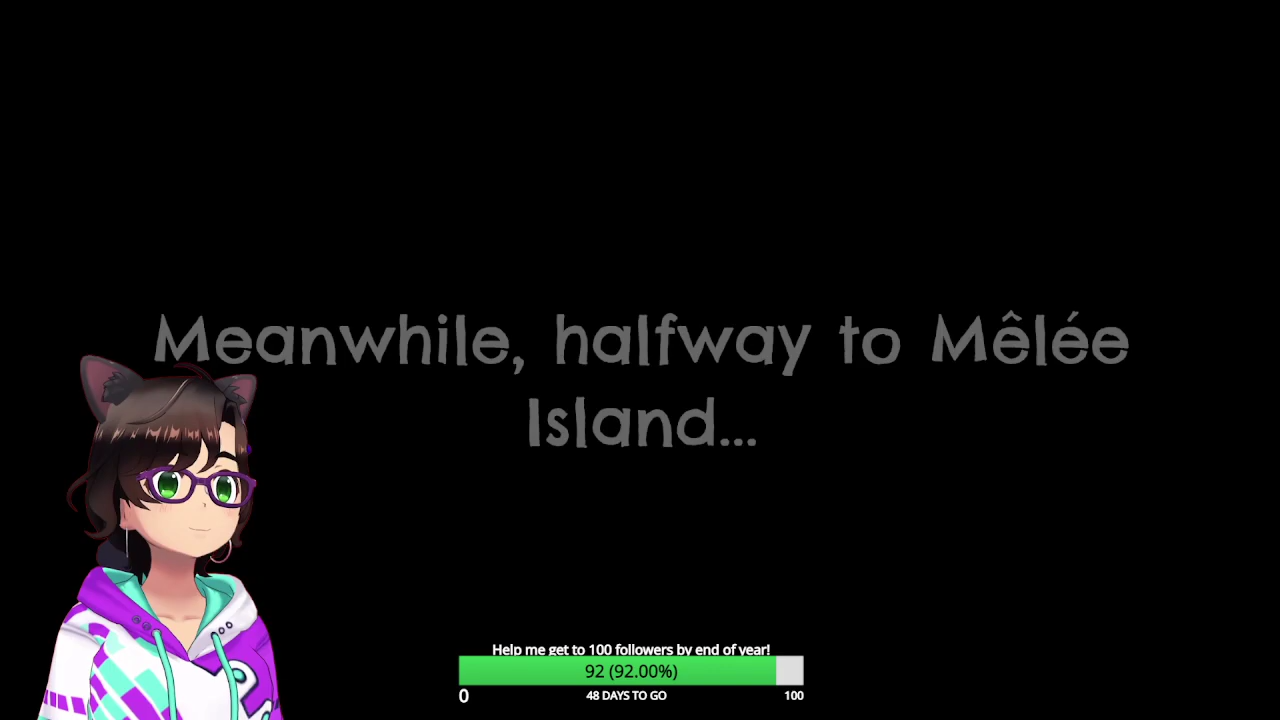 Meanwhile, halfway to Mêlée
Island...
Help me get to 100 followers by end of year!
92 (92.00%)
0 48 DAYS TO GO 100